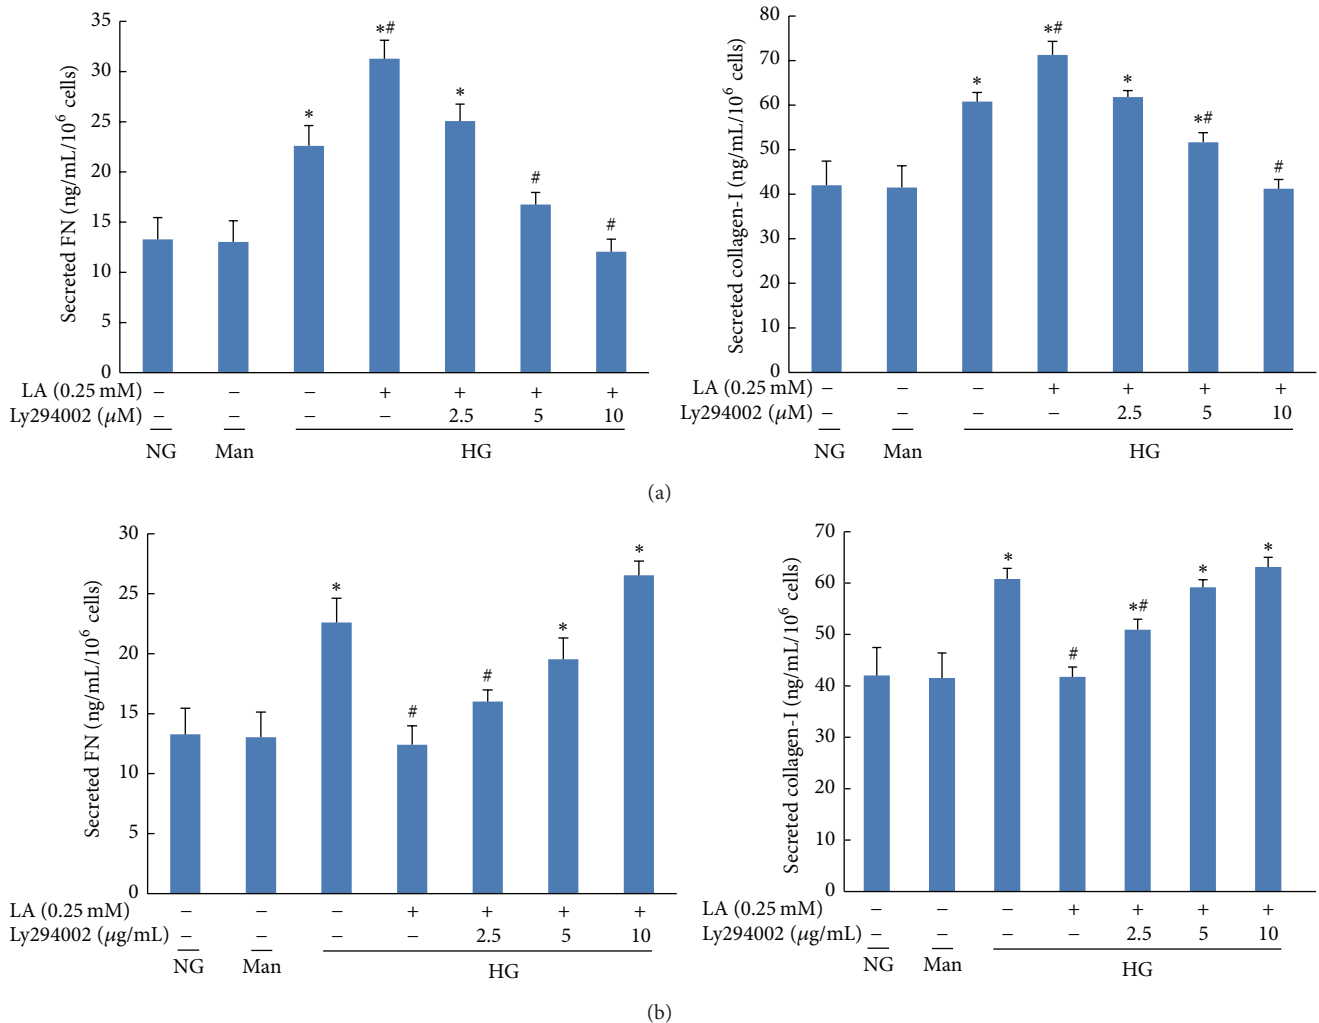 35
30
25
20
15
10
5
0
Secreted FN (ng/mL/10⁶ cells)
* *# * # #
LA (0.25 mM) − − − + + + +
Ly294002 (μM) − − − − 2.5 5 10
NG Man HG
80
70
60
50
40
30
20
10
0
Secreted collagen-I (ng/mL/10⁶ cells)
* *# * *# #
LA (0.25 mM) − − − + + + +
Ly294002 (μM) − − − − 2.5 5 10
NG Man HG
(a)
30
25
20
15
10
5
0
Secreted FN (ng/mL/10⁶ cells)
* # # * *
LA (0.25 mM) − − − + + + +
Ly294002 (μg/mL) − − − − 2.5 5 10
NG Man HG
70
60
50
40
30
20
10
0
Secreted collagen-I (ng/mL/10⁶ cells)
* # *# * *
LA (0.25 mM) − − − + + + +
Ly294002 (μg/mL) − − − − 2.5 5 10
NG Man HG
(b)